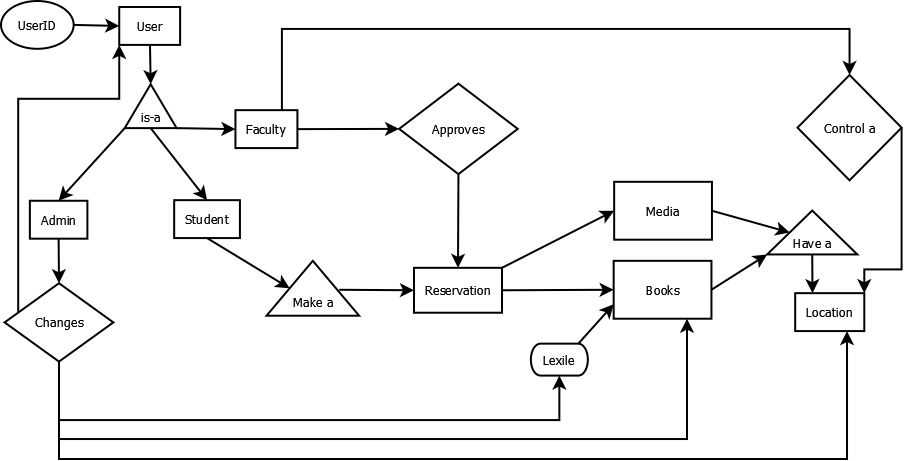 UserID
User
is-a
Faculty
Approves
Control a
Admin
Student
Media
Have a
Make a
Reservation
Books
Location
Changes
Lexile